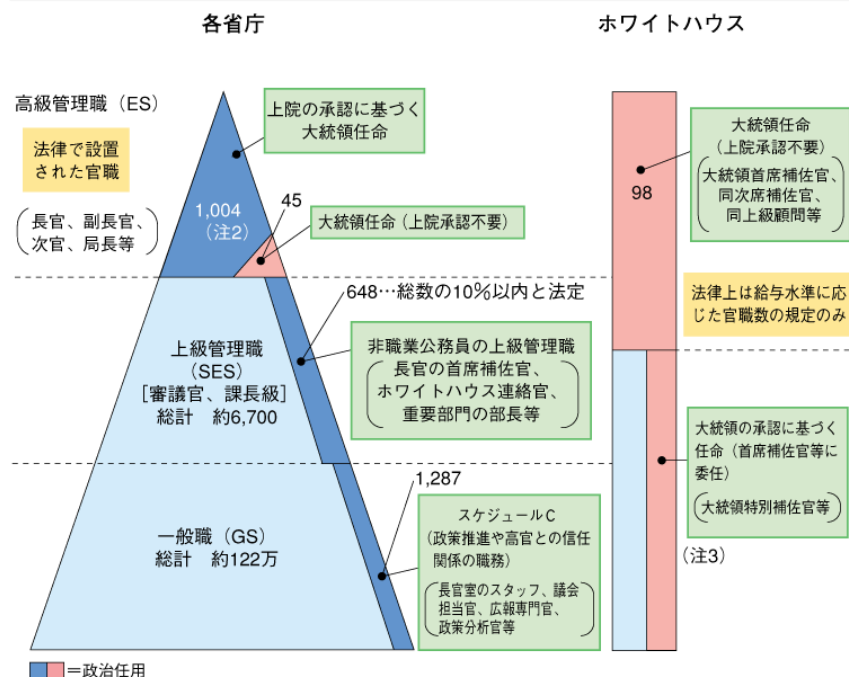 各省庁
ホワイトハウス
高級管理職（ES）
法律で設置
された官職
長官、副長官、
次官、局長等
1,004
（注2）
上院の承認に基づく
大統領任命
45
大統領任命（上院承認不要）
648…総数の10％以内と法定
上級管理職
（SES）
［審議官、課長級］
総計　約6,700
非職業公務員の上級管理職
長官の首席補佐官、
ホワイトハウス連絡官、
重要部門の部長等
一般職（GS）
総計　約122万
1,287
スケジュールC
（政策推進や高官との信任
関係の職務）
長官室のスタッフ、議会
担当官、広報専門官、
政策分析官等
98
大統領任命
（上院承認不要）
大統領首席補佐官、
同次席補佐官、
同上級顧問等
法律上は給与水準に応
じた官職数の規定のみ
大統領の承認に基づく
任命（首席補佐官等に
委任）
（大統領特別補佐官等）
（注3）
＝政治任用